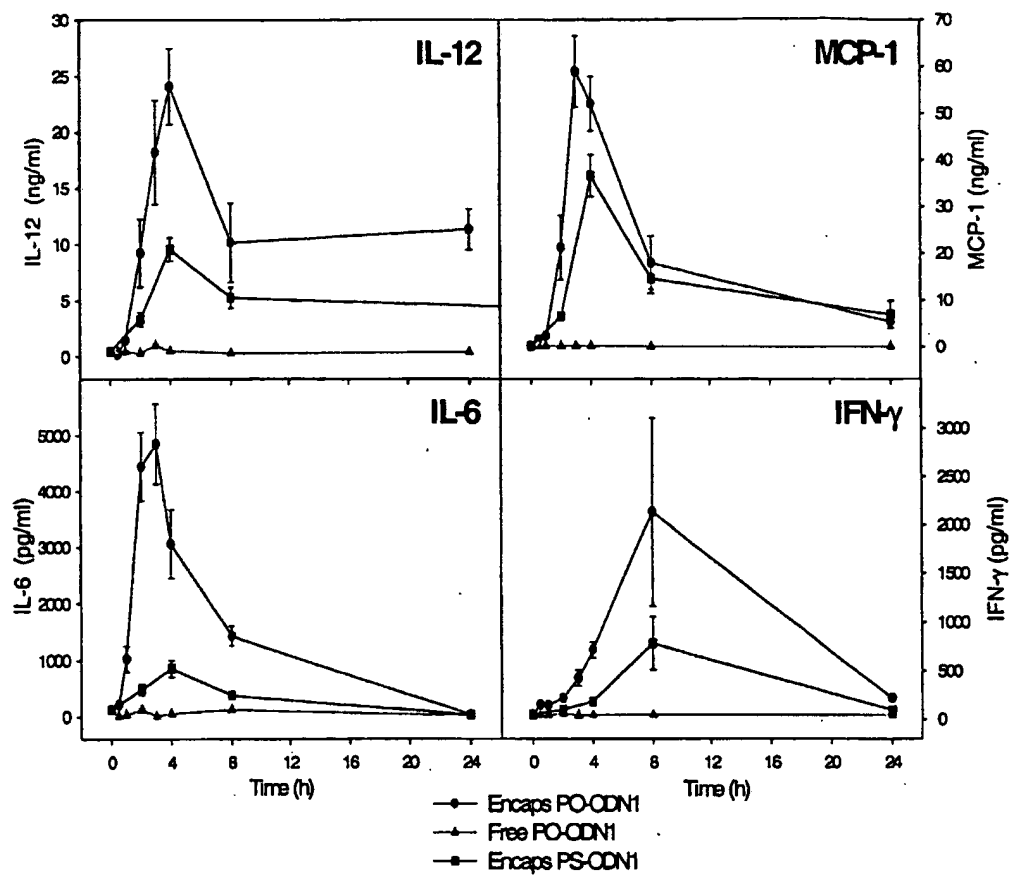 IL-12
MCP-1
IL-12 (ng/ml)
30
25
20
15
10
5
0
70
60
50
40
30
20
10
0
MCP-1 (ng/ml)
IL-6
IFN-γ
IL-6 (pg/ml)
5000
4000
3000
2000
1000
0
3000
2500
2000
1500
1000
500
0
IFN-γ (pg/ml)
0 4 8 12 16 20 24
0 4 8 12 16 20 24
Time (h)
Time (h)
Encaps PO-ODN1
Free PO-ODN1
Encaps PS-ODN1